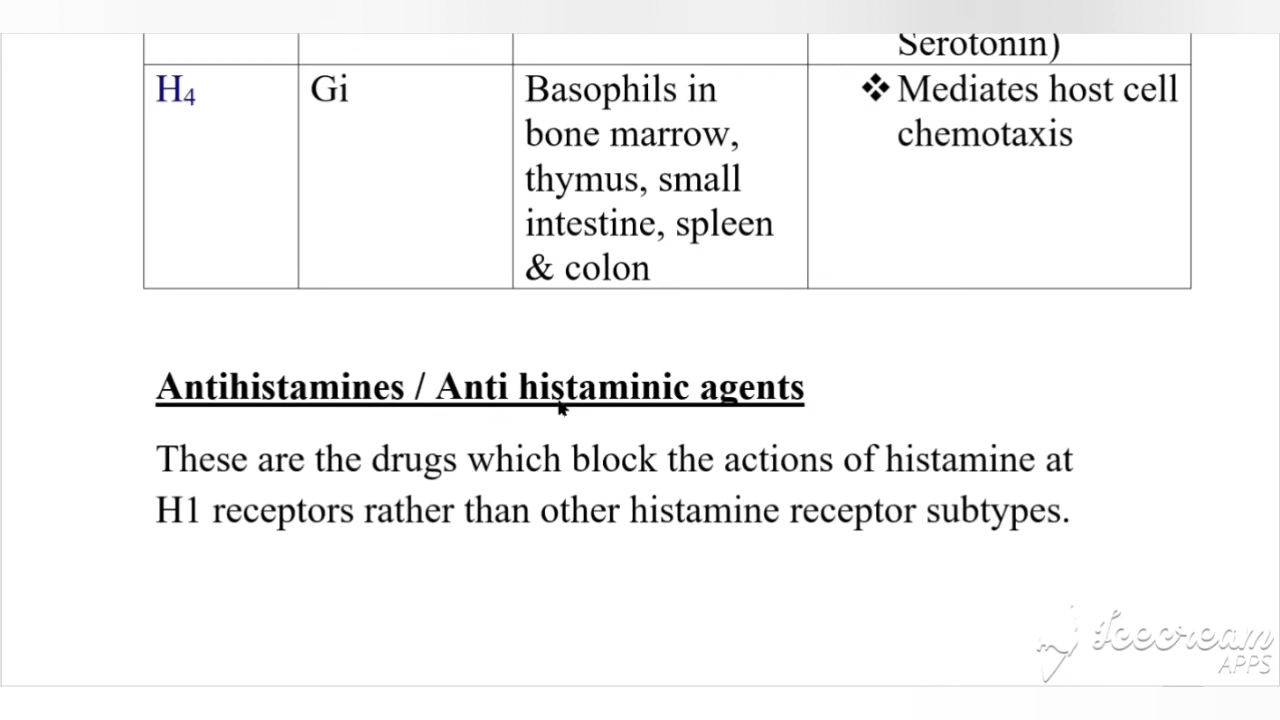 Serotonin)
H4 Gi Basophils in ❖ Mediates host cell
bone marrow, chemotaxis
thymus, small
intestine, spleen
& colon
Antihistamines / Anti histaminic agents
These are the drugs which block the actions of histamine at
H1 receptors rather than other histamine receptor subtypes.
Icecream
APPS